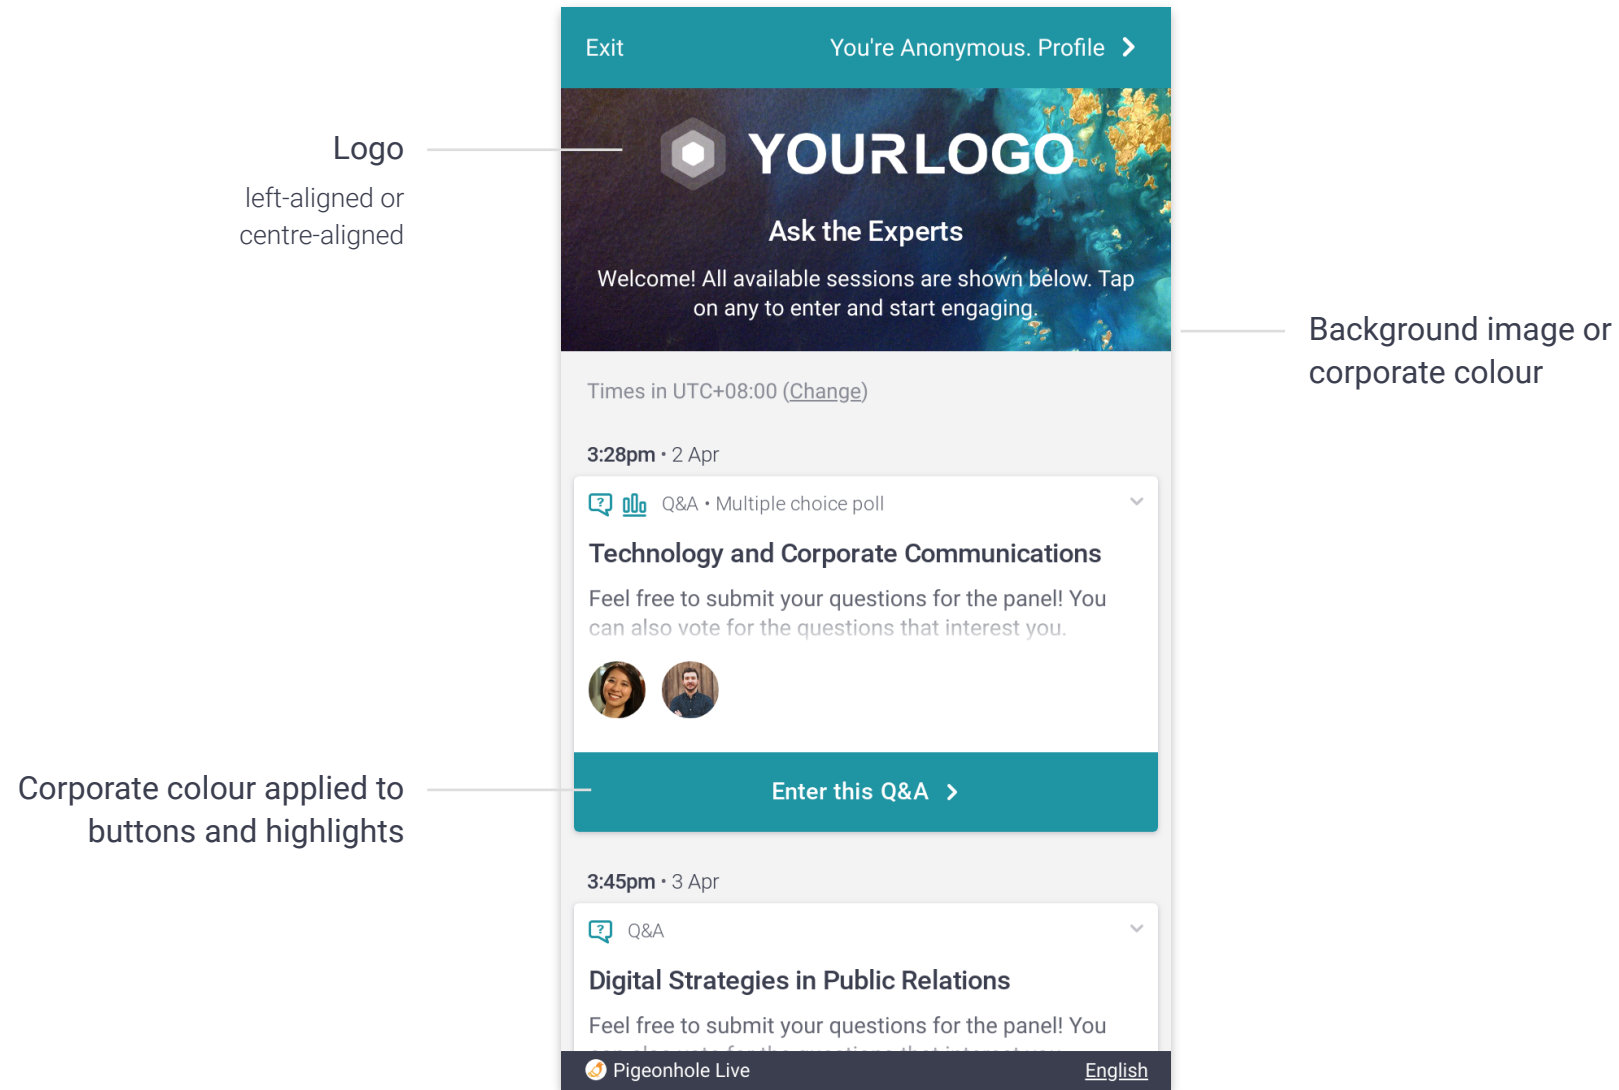 Exit
You're Anonymous. Profile
YOURLOGO
Ask the Experts
Welcome! All available sessions are shown below. Tap
on any to enter and start engaging.
Logo
left-aligned or
centre-aligned
Background image or
corporate colour
Times in UTC+08:00 (Change)
3:28pm • 2 Apr
Q&A • Multiple choice poll
Technology and Corporate Communications
Feel free to submit your questions for the panel! You
can also vote for the questions that interest you.
Corporate colour applied to
buttons and highlights
Enter this Q&A
3:45pm • 3 Apr
Q&A
Digital Strategies in Public Relations
Feel free to submit your questions for the panel! You
Pigeonhole Live
English